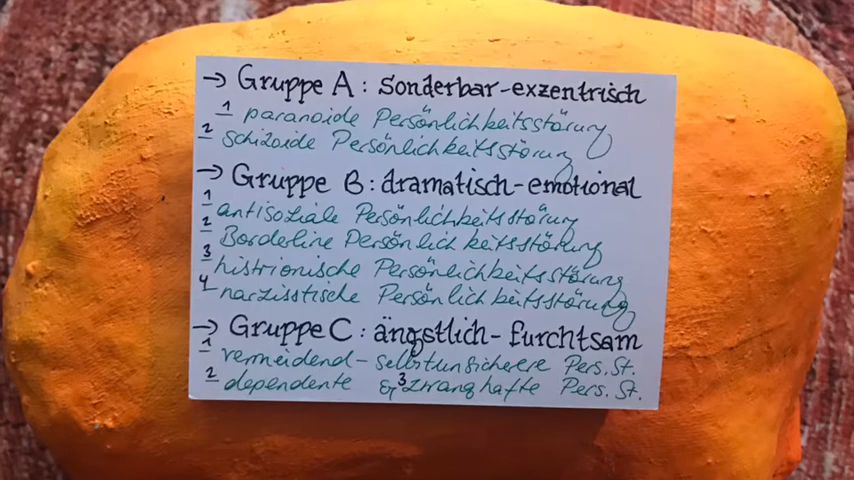 → Gruppe A: sonderbar-exzentrisch
1 paranoide Persönlichkeitsstörung
2 schizoide Persönlichkeitsstörung
→ Gruppe B: dramatisch-emotional
1 antisoziale Persönlichkeitsstörung
2 Borderline Persönlichkeitsstörung
3 histrionische Persönlichkeitsstörung
4 narzisstische Persönlichkeitsstörung
→ Gruppe C: ängstlich-furchtsam
1 vermeidend-selbstunsichere Pers. St.
2 dependente & 3 zwanghafte Pers. St.